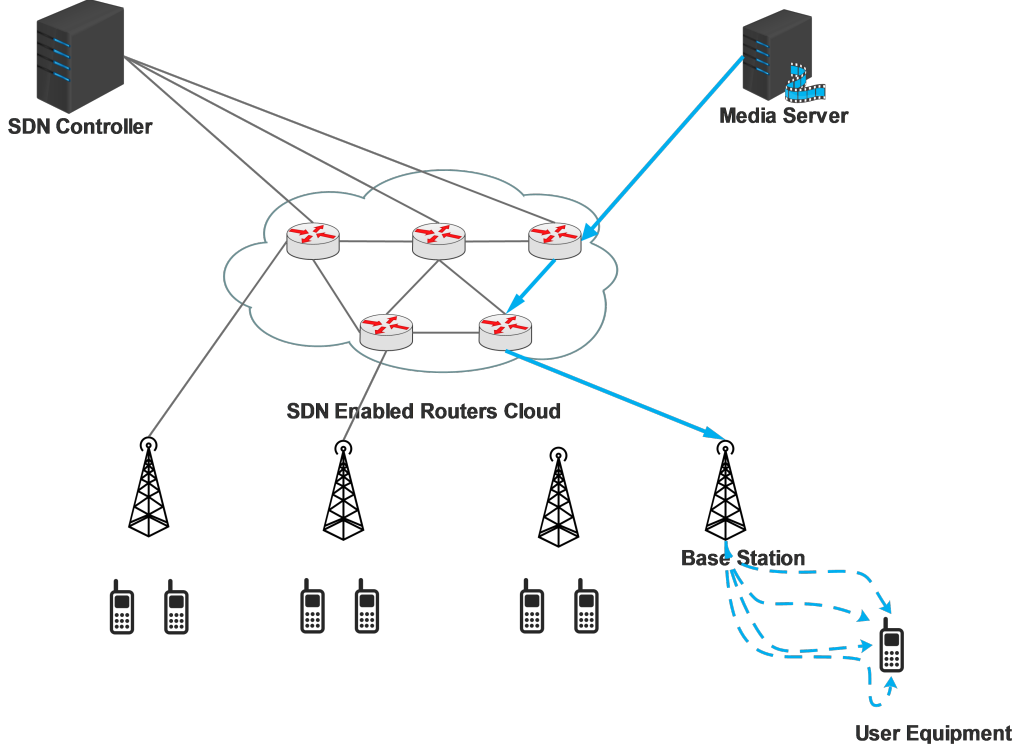 SDN Controller
Media Server
SDN Enabled Routers Cloud
Base Station
User Equipment